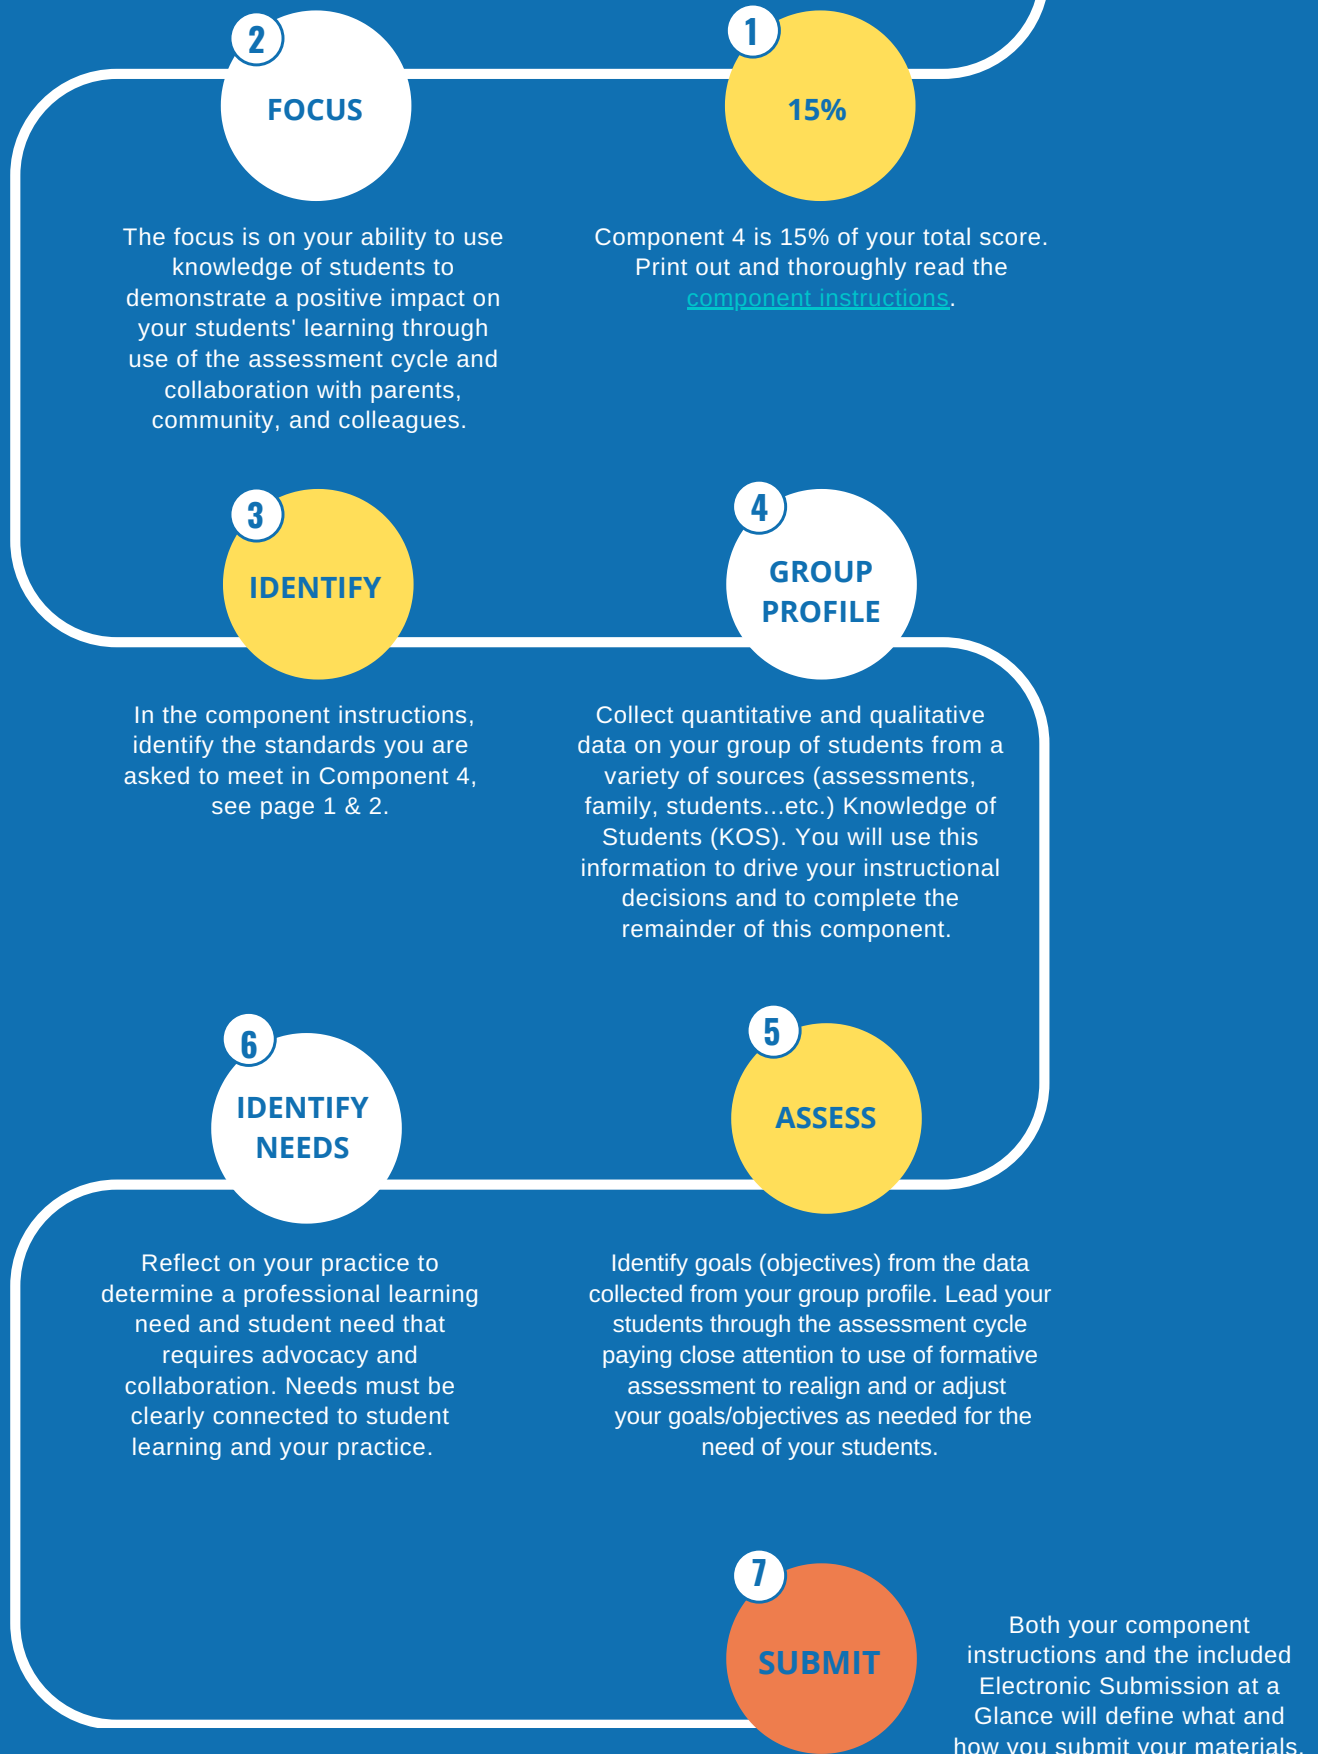 1
15%
Component 4 is 15% of your total score.
Print out and thoroughly read the
component instructions.
2
FOCUS
The focus is on your ability to use
knowledge of students to
demonstrate a positive impact on
your students' learning through
use of the assessment cycle and
collaboration with parents,
community, and colleagues.
3
IDENTIFY
In the component instructions,
identify the standards you are
asked to meet in Component 4,
see page 1 & 2.
4
GROUP
PROFILE
Collect quantitative and qualitative
data on your group of students from a
variety of sources (assessments,
family, students...etc.) Knowledge of
Students (KOS). You will use this
information to drive your instructional
decisions and to complete the
remainder of this component.
5
ASSESS
Identify goals (objectives) from the data
collected from your group profile. Lead your
students through the assessment cycle
paying close attention to use of formative
assessment to realign and or adjust
your goals/objectives as needed for the
need of your students.
6
IDENTIFY
NEEDS
Reflect on your practice to
determine a professional learning
need and student need that
requires advocacy and
collaboration. Needs must be
clearly connected to student
learning and your practice.
7
SUBMIT
Both your component
instructions and the included
Electronic Submission at a
Glance will define what and
how you submit your materials.